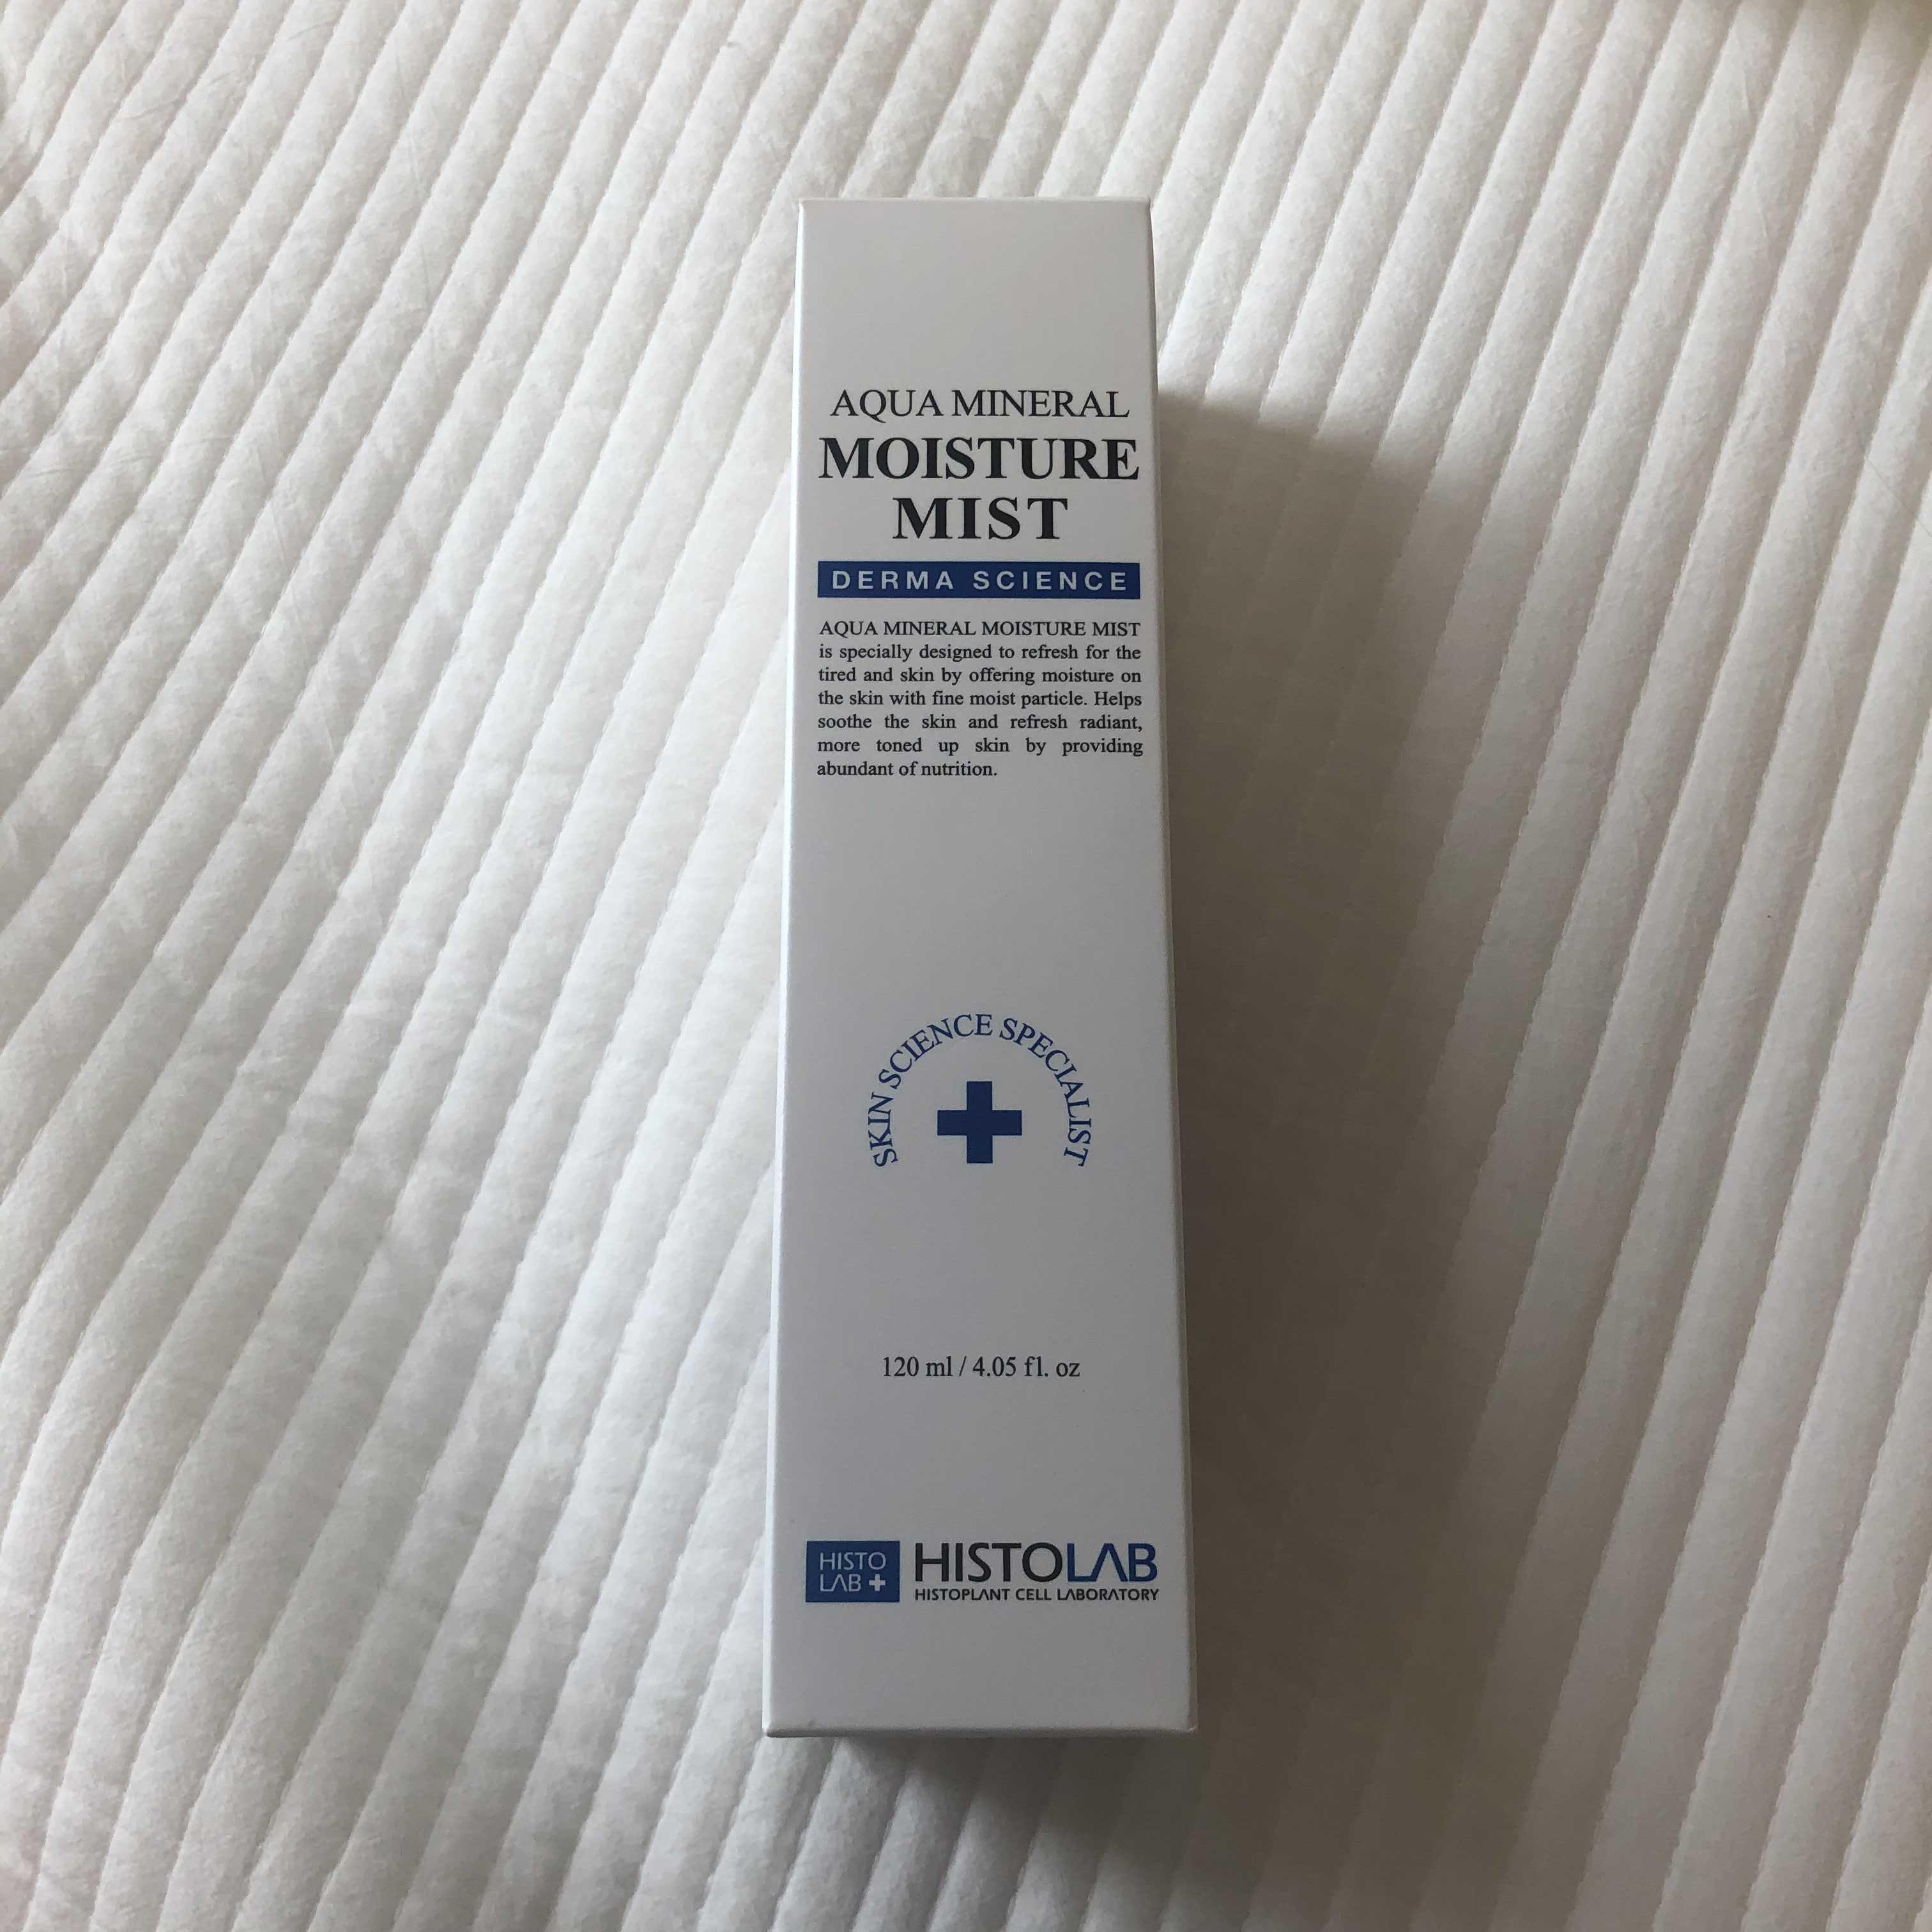 AQUA MINERAL
MOISTURE
MIST
DERMA SCIENCE
AQUA MINERAL MOISTURE MIST
is specially designed to refresh for the
tired and skin by offering moisture on
the skin with fine moist particle. Helps
soothe the skin and refresh radiant,
more toned up skin by providing
abundant of nutrition.
SKIN SCIENCE SPECIALIST
120 ml / 4.05 fl. oz
HISTO
LAB+
HISTOLAB
HISTOPLANT CELL LABORATORY